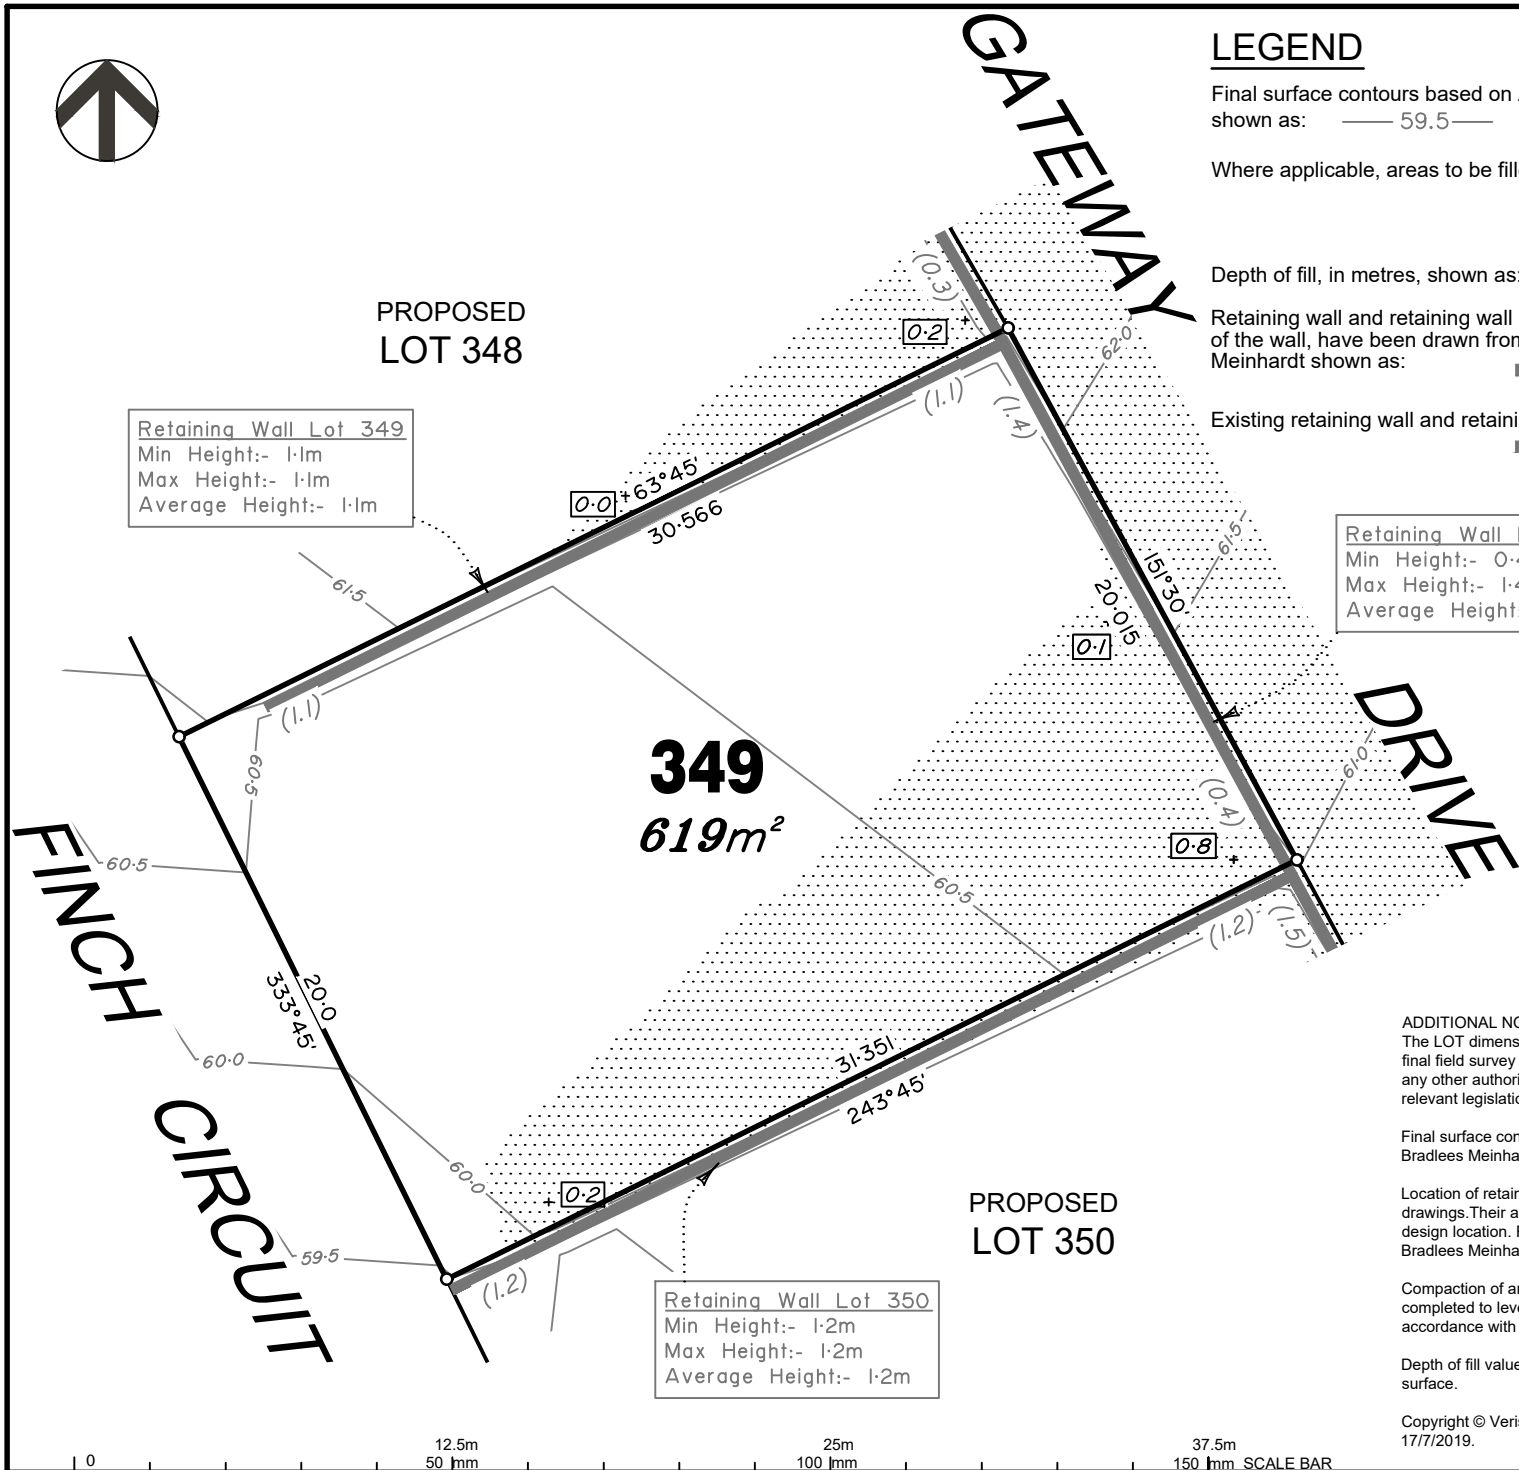 GATEWAY
LEGEND
Final surface contours based on
shown as: 59.5
Where applicable, areas to be fill
Depth of fill, in metres, shown as:
Retaining wall and retaining wall
of the wall, have been drawn from
Meinhardt shown as:
Existing retaining wall and retaini
PROPOSED
LOT 348
(0.3)
0·2
62·0
(1.1)
(1.4)
Retaining Wall Lot 349
Min Height:- 1·1m
Max Height:- 1·1m
Average Height:- 1·1m
0·0
63°45'
30·566
61·5
61·5
Retaining Wall
Min Height:- 0·4
Max Height:- 1·4
Average Height:
151°30'
20·015
0·1
(1.1)
60·5
349
619m²
DRIVE
61·0
(0.4)
0·8
60·5
60·5
(1.2)
(1.5)
FINCH
CIRCUIT
20·0
333°45'
60·0
31·351
243°45'
60·0
0·2
59·5
(1.2)
PROPOSED
LOT 350
Retaining Wall Lot 350
Min Height:- 1·2m
Max Height:- 1·2m
Average Height:- 1·2m
ADDITIONAL NO
The LOT dimens
final field survey
any other authori
relevant legislatio
Final surface con
Bradlees Meinha
Location of retain
drawings.Their a
design location.
Bradlees Meinha
Compaction of a
completed to leve
accordance with
Depth of fill value
surface.
Copyright © Veris
17/7/2019.
12.5m 25m 37.5m
0 50 mm 100 mm 150 mm SCALE BAR